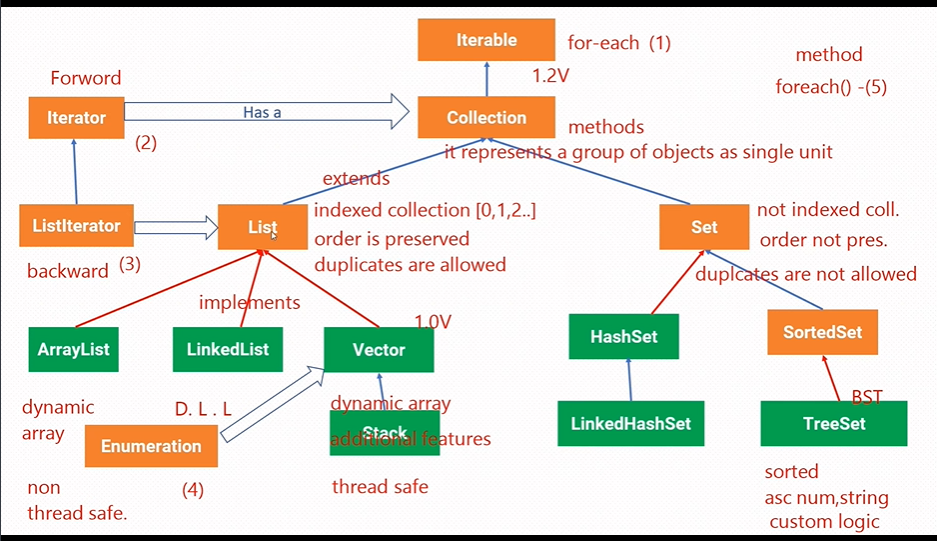 Iterable
for-each (1)
method
foreach() -(5)
1.2V
Forword
Iterator
Has a
Collection
(2)
methods
it represents a group of objects as single unit
extends
ListIterator
List
indexed collection [0,1,2..]
order is preserved
duplicates are allowed
Set
not indexed coll.
order not pres.
duplcates are not allowed
backward (3)
implements
1.0V
ArrayList
LinkedList
Vector
HashSet
SortedSet
dynamic
array
D. L . L
dynamic array
additional features
Stack
thread safe
Enumeration
(4)
non
thread safe.
LinkedHashSet
BST
TreeSet
sorted
asc num,string
custom logic